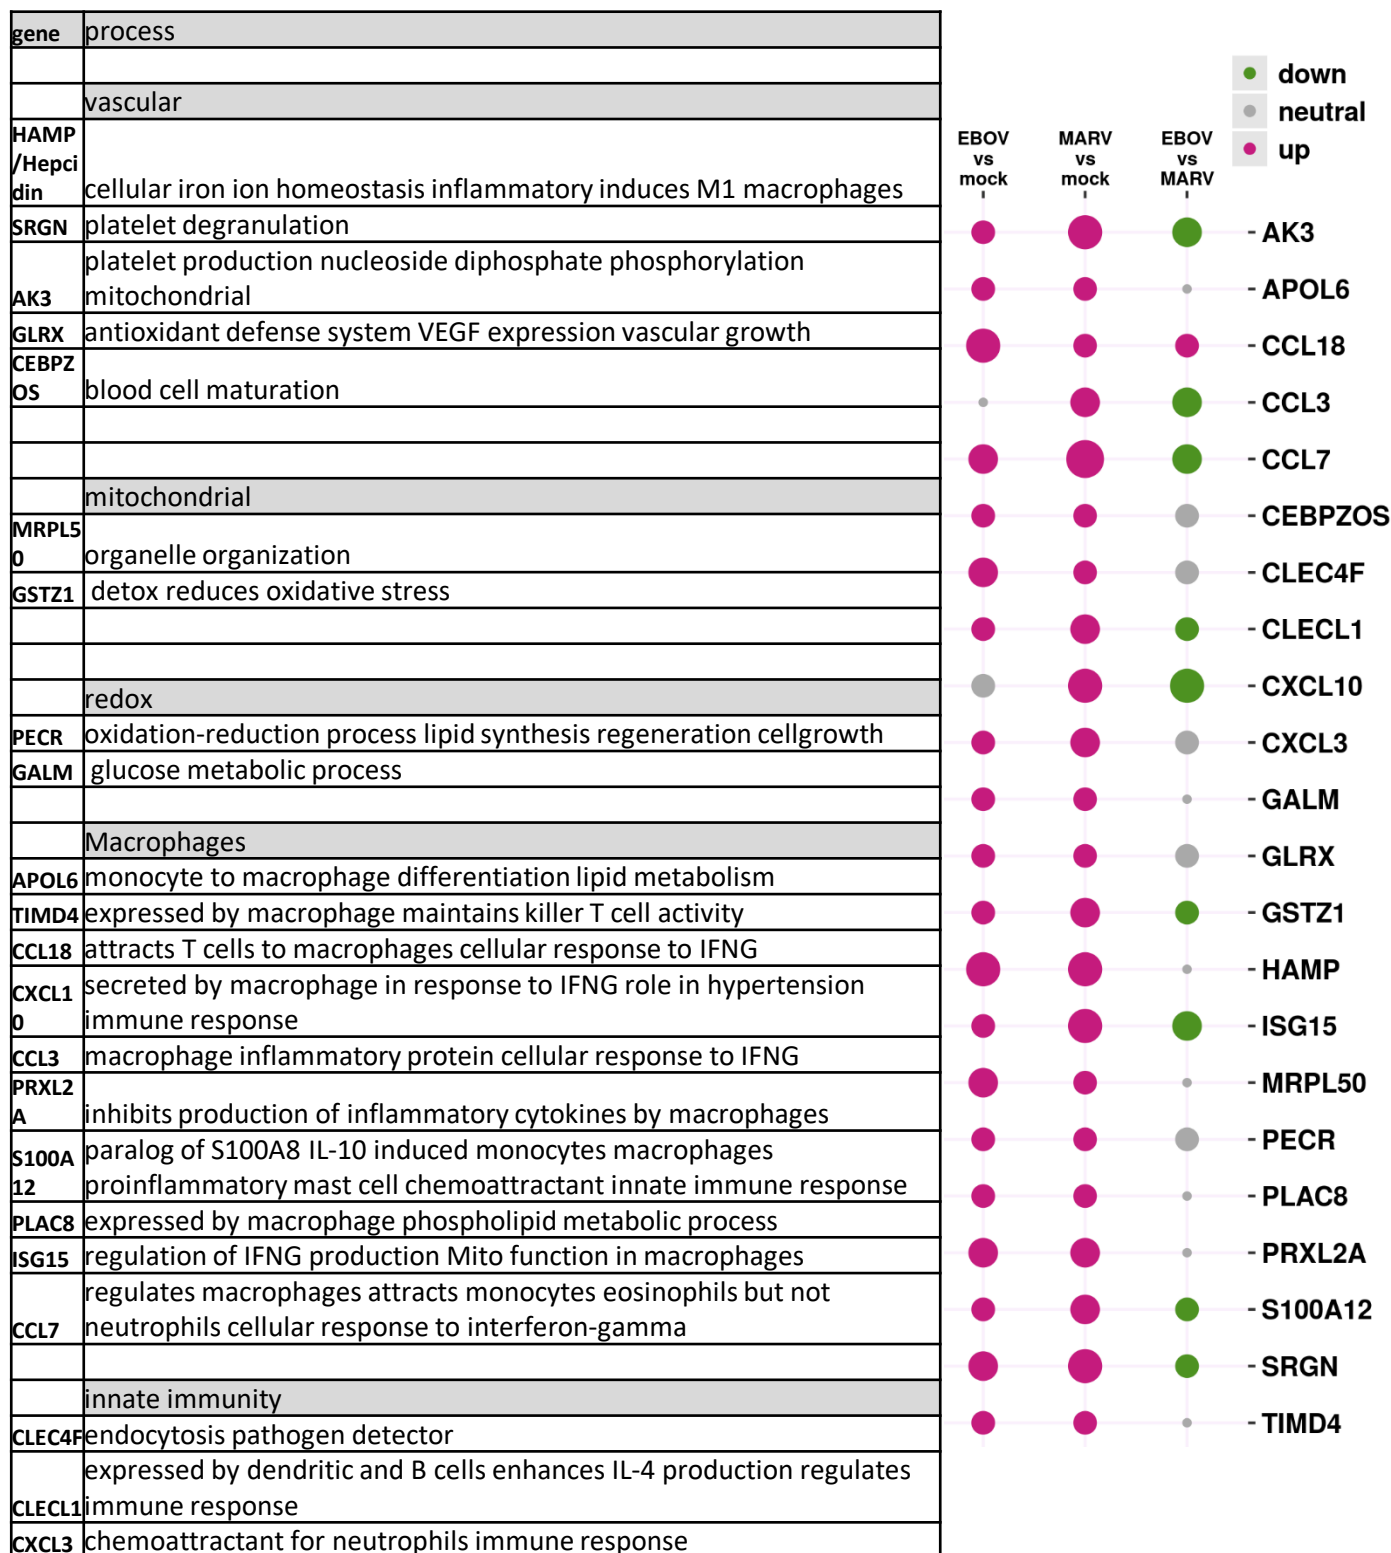 gene process
vascular
HAMP
/Hepci
din
cellular iron ion homeostasis inflammatory induces M1 macrophages
SRGN platelet degranulation
platelet production nucleoside diphosphate phosphorylation
AK3 mitochondrial
GLRX antioxidant defense system VEGF expression vascular growth
CEBPZ
OS blood cell maturation
mitochondrial
MRPL5
0 organelle organization
GSTZ1 detox reduces oxidative stress
redox
PECR oxidation-reduction process lipid synthesis regeneration cellgrowth
GALM glucose metabolic process
Macrophages
APOL6 monocyte to macrophage differentiation lipid metabolism
TIMD4 expressed by macrophage maintains killer T cell activity
CCL18 attracts T cells to macrophages cellular response to IFNG
CXCL1 secreted by macrophage in response to IFNG role in hypertension
0 immune response
CCL3 macrophage inflammatory protein cellular response to IFNG
PRXL2
A inhibits production of inflammatory cytokines by macrophages
S100A paralog of S100A8 IL-10 induced monocytes macrophages
12 proinflammatory mast cell chemoattractant innate immune response
PLAC8 expressed by macrophage phospholipid metabolic process
ISG15 regulation of IFNG production Mito function in macrophages
regulates macrophages attracts monocytes eosinophils but not
CCL7 neutrophils cellular response to interferon-gamma
innate immunity
CLEC4F endocytosis pathogen detector
expressed by dendritic and B cells enhances IL-4 production regulates
CLECL1 immune response
CXCL3 chemoattractant for neutrophils immune response
down
neutral
up
EBOV
vs
mock
MARV
vs
mock
EBOV
vs
MARV
AK3
APOL6
CCL18
CCL3
CCL7
CEBPZOS
CLEC4F
CLECL1
CXCL10
CXCL3
GALM
GLRX
GSTZ1
HAMP
ISG15
MRPL50
PECR
PLAC8
PRXL2A
S100A12
SRGN
TIMD4